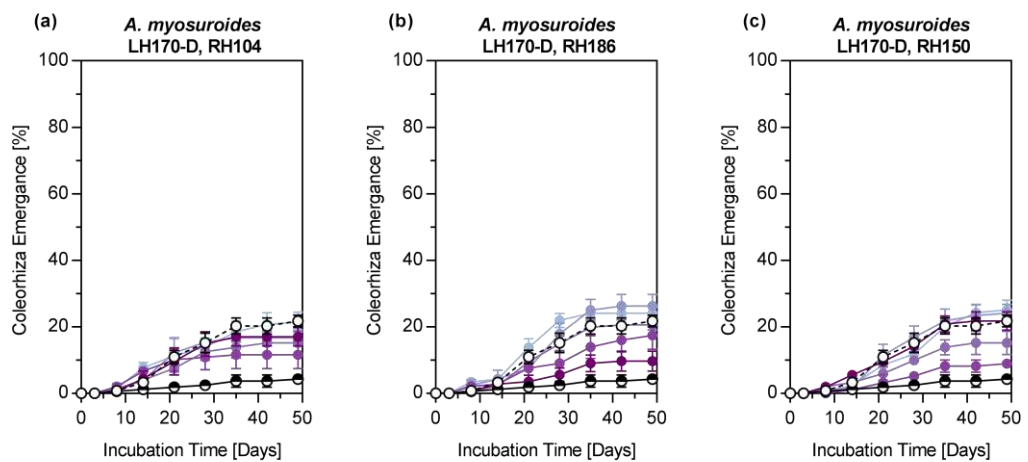 (a)
A. myosuroides
LH170-D, RH104
Coleorhiza Emergance [%]
100
80
60
40
20
0
0 10 20 30 40 50
Incubation Time [Days]
(b)
A. myosuroides
LH170-D, RH186
Coleorhiza Emergance [%]
100
80
60
40
20
0
0 10 20 30 40 50
Incubation Time [Days]
(c)
A. myosuroides
LH170-D, RH150
Coleorhiza Emergance [%]
100
80
60
40
20
0
0 10 20 30 40 50
Incubation Time [Days]